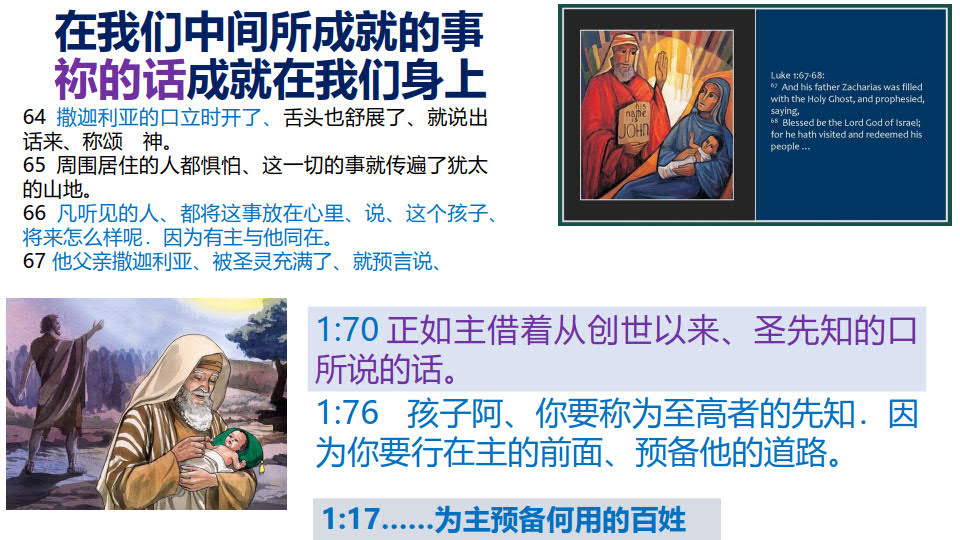 在我们中间所成就的事
祢的话成就在我们身上
64 撒迦利亚的口立时开了、舌头也舒展了、就说出
话来、称颂 神。
65 周围居住的人都惧怕、这一切的事就传遍了犹太
的山地。
66 凡听见的人、都将这事放在心里、说、这个孩子、
将来怎么样呢．因为有主与他同在。
67 他父亲撒迦利亚、被圣灵充满了、就预言说、
his
name
is
JOHN
Luke 1:67-68:
67 And his father Zacharias was filled
with the Holy Ghost, and prophesied,
saying,
68 Blessed be the Lord God of Israel;
for he hath visited and redeemed his
people ...
1:70 正如主借着从创世以来、圣先知的口
所说的话。
1:76 孩子阿、你要称为至高者的先知．因
为你要行在主的前面、预备他的道路。
1:17......为主预备何用的百姓